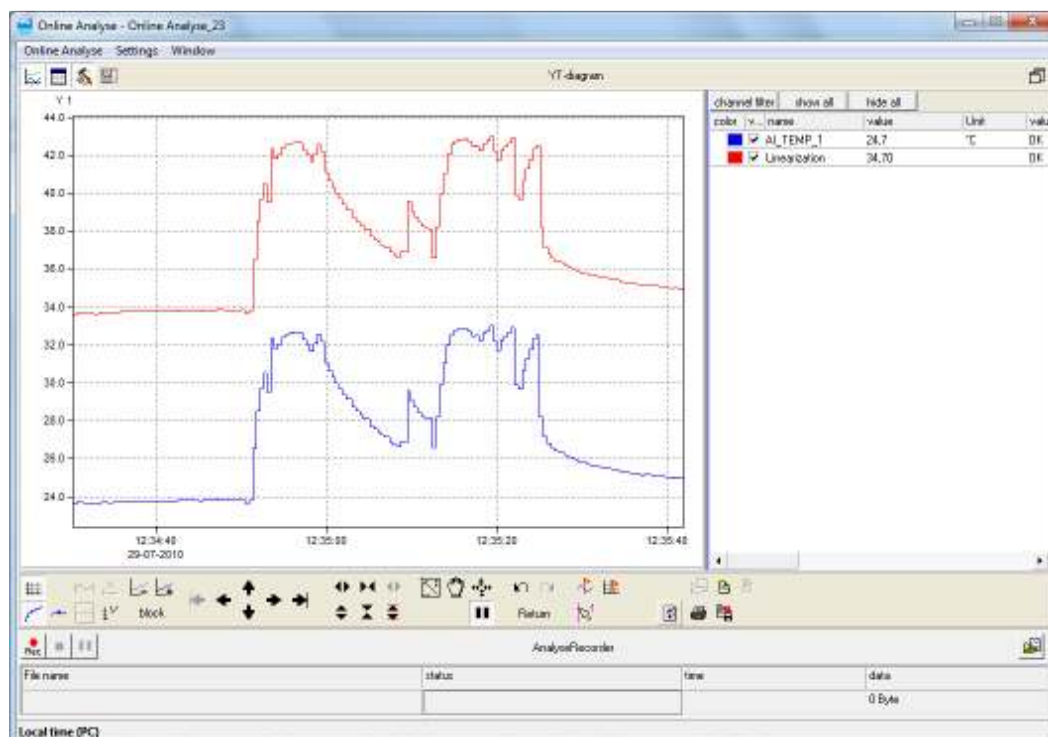 Online Analyse - Online Analyse_23
Online Analyse Settings Window
YT-diagram
Y 1
44.0
42.0
40.0
38.0
36.0
34.0
32.0
30.0
28.0
26.0
24.0
12:34:40
29-07-2010
12:35:00
12:35:20
12:35:40
channel filter show all hide all
color v... name value Unit valu
AI_TEMP_1 24,7 °C OK
Linearization 34,70 OK
block
Return
Rec
AnalyseRecorder
File name status time data
0 Byte
Local time (PC)